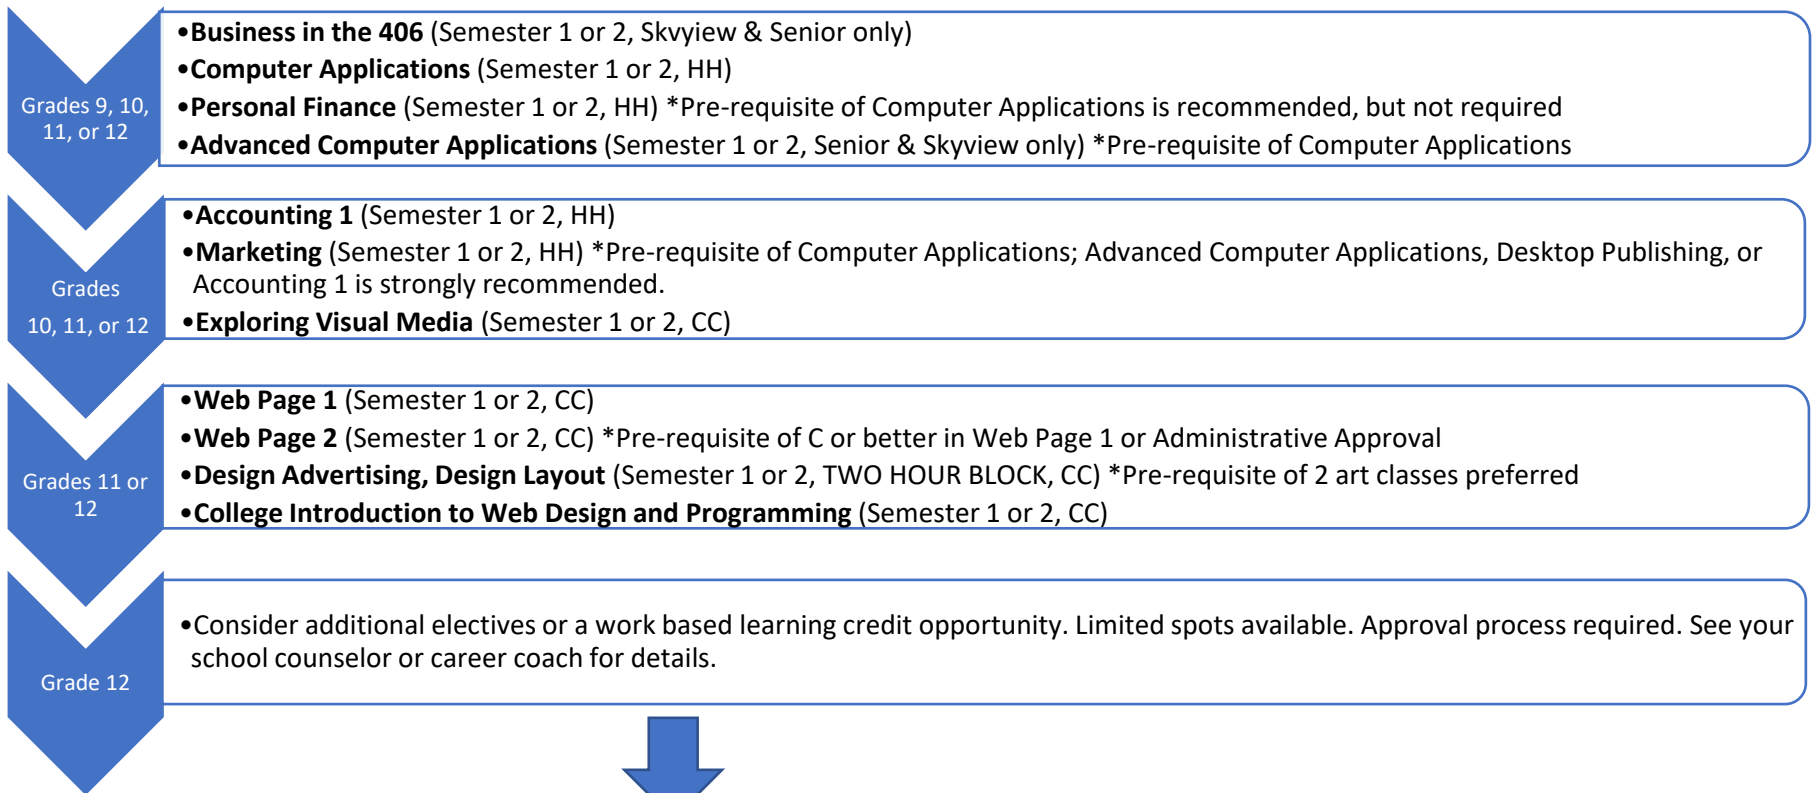 Grades 9, 10,
11, or 12
•Business in the 406 (Semester 1 or 2, Skvyiew & Senior only)
•Computer Applications (Semester 1 or 2, HH)
•Personal Finance (Semester 1 or 2, HH) *Pre-requisite of Computer Applications is recommended, but not required
•Advanced Computer Applications (Semester 1 or 2, Senior & Skyview only) *Pre-requisite of Computer Applications
Grades
10, 11, or 12
•Accounting 1 (Semester 1 or 2, HH)
•Marketing (Semester 1 or 2, HH) *Pre-requisite of Computer Applications; Advanced Computer Applications, Desktop Publishing, or
Accounting 1 is strongly recommended.
•Exploring Visual Media (Semester 1 or 2, CC)
Grades 11 or
12
•Web Page 1 (Semester 1 or 2, CC)
•Web Page 2 (Semester 1 or 2, CC) *Pre-requisite of C or better in Web Page 1 or Administrative Approval
•Design Advertising, Design Layout (Semester 1 or 2, TWO HOUR BLOCK, CC) *Pre-requisite of 2 art classes preferred
•College Introduction to Web Design and Programming (Semester 1 or 2, CC)
Grade 12
•Consider additional electives or a work based learning credit opportunity. Limited spots available. Approval process required. See your
school counselor or career coach for details.